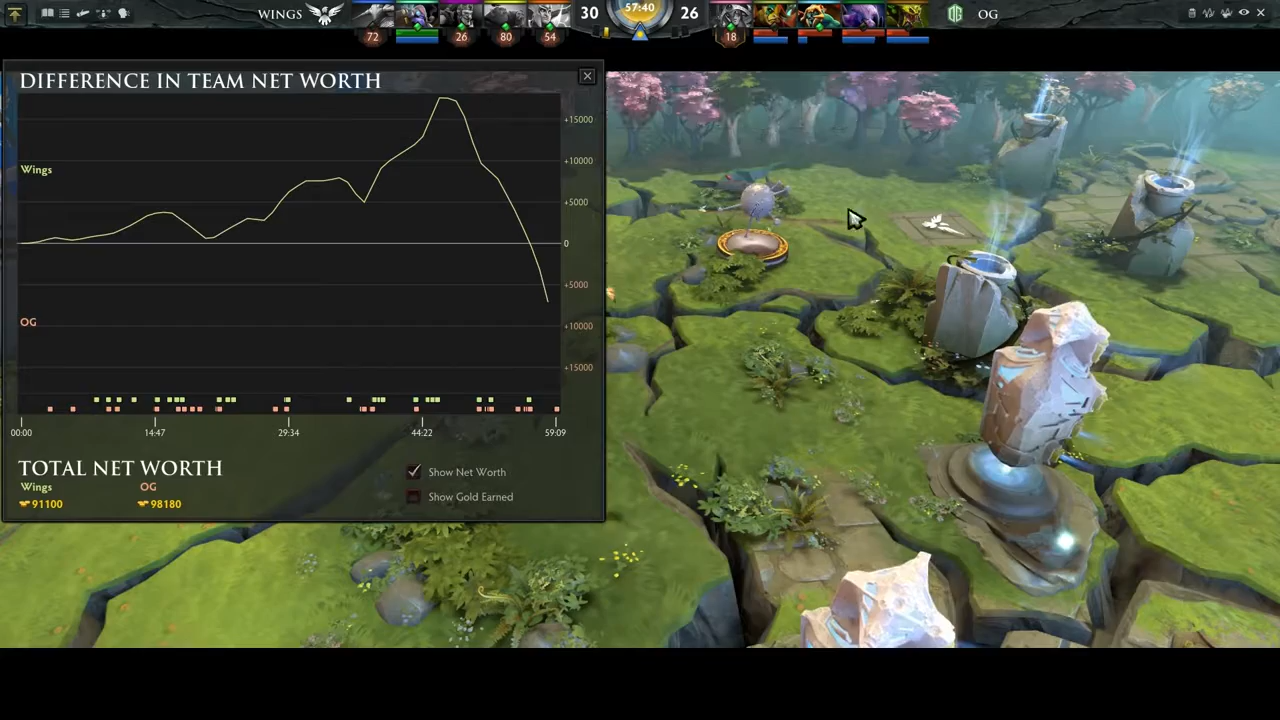 WINGS 30 57:40 26 OG
72 26 80 54 18
DIFFERENCE IN TEAM NET WORTH
+15000
+10000
Wings
+5000
0
+5000
OG
+10000
+15000
00:00 14:47 29:34 44:22 59:09
TOTAL NET WORTH
Wings OG
91100 98180
Show Net Worth
Show Gold Earned